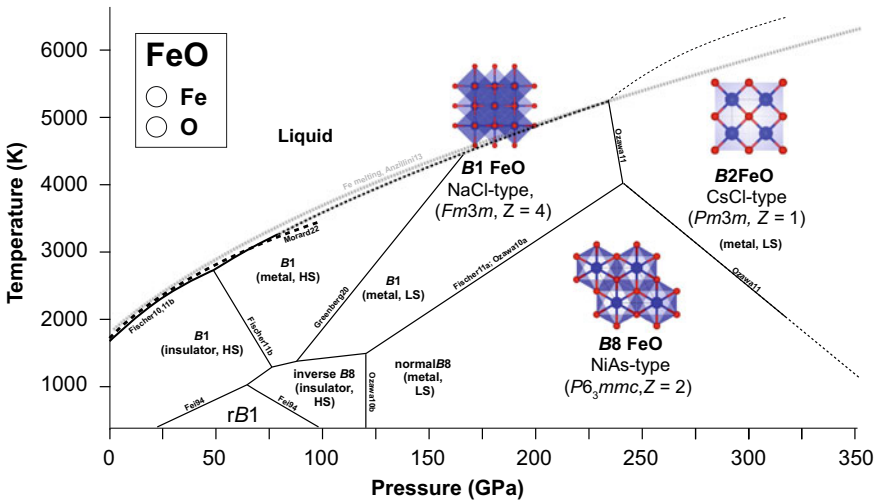 FeO
Fe
O
Liquid
Fe melting, Anzillini13
Morard22
Fischer10,11b
B1
(metal, HS)
B1
(insulator, HS)
Fischer11b
Greenberg20
B1
(metal, LS)
Fischer11a; Ozawa10a
B1 FeO
NaCl-type,
(Fm3m, Z = 4)
Ozawa11
B2FeO
CsCl-type
(Pm3m, Z = 1)
(metal, LS)
Ozawa11
B8 FeO
NiAs-type
(P6₃mmc,Z = 2)
inverse B8
(insulator,
HS)
normalB8
(metal,
LS)
Ozawa10b
Fei94
rB1
Fei94
Temperature (K)
6000
5000
4000
3000
2000
1000
0
50
100
150
200
250
300
350
Pressure (GPa)